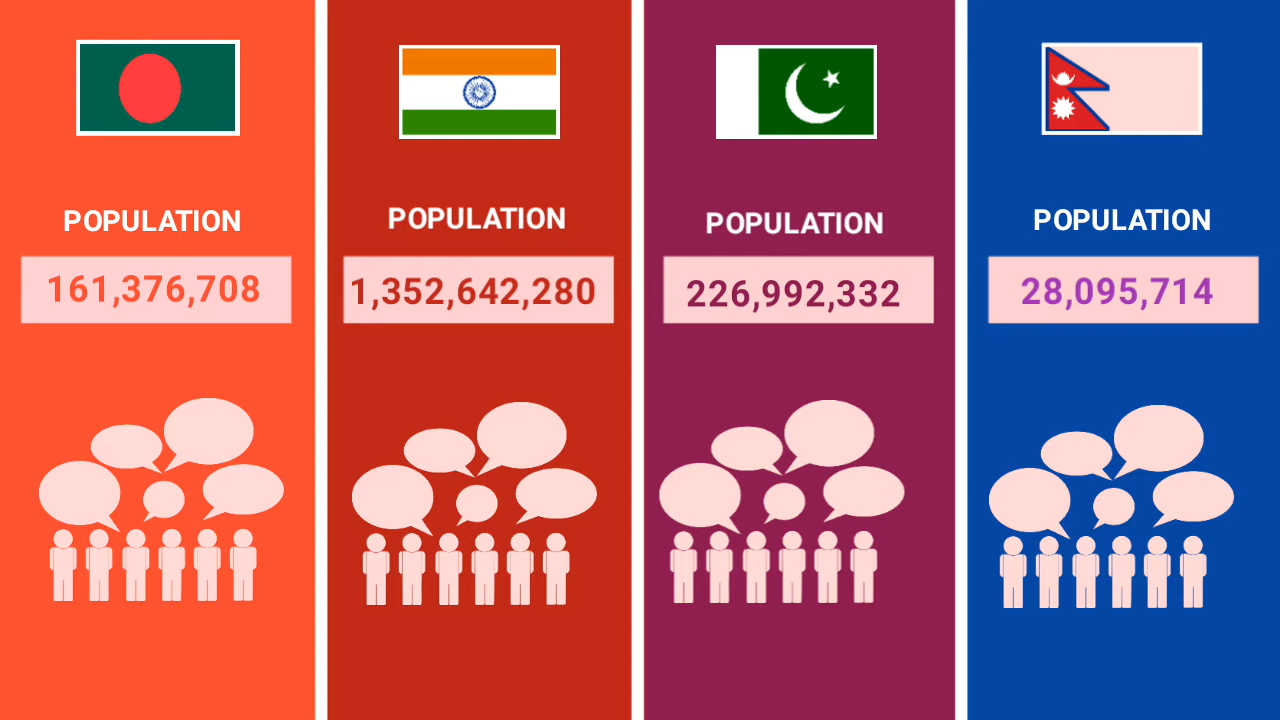 POPULATION
161,376,708
POPULATION
1,352,642,280
POPULATION
226,992,332
POPULATION
28,095,714